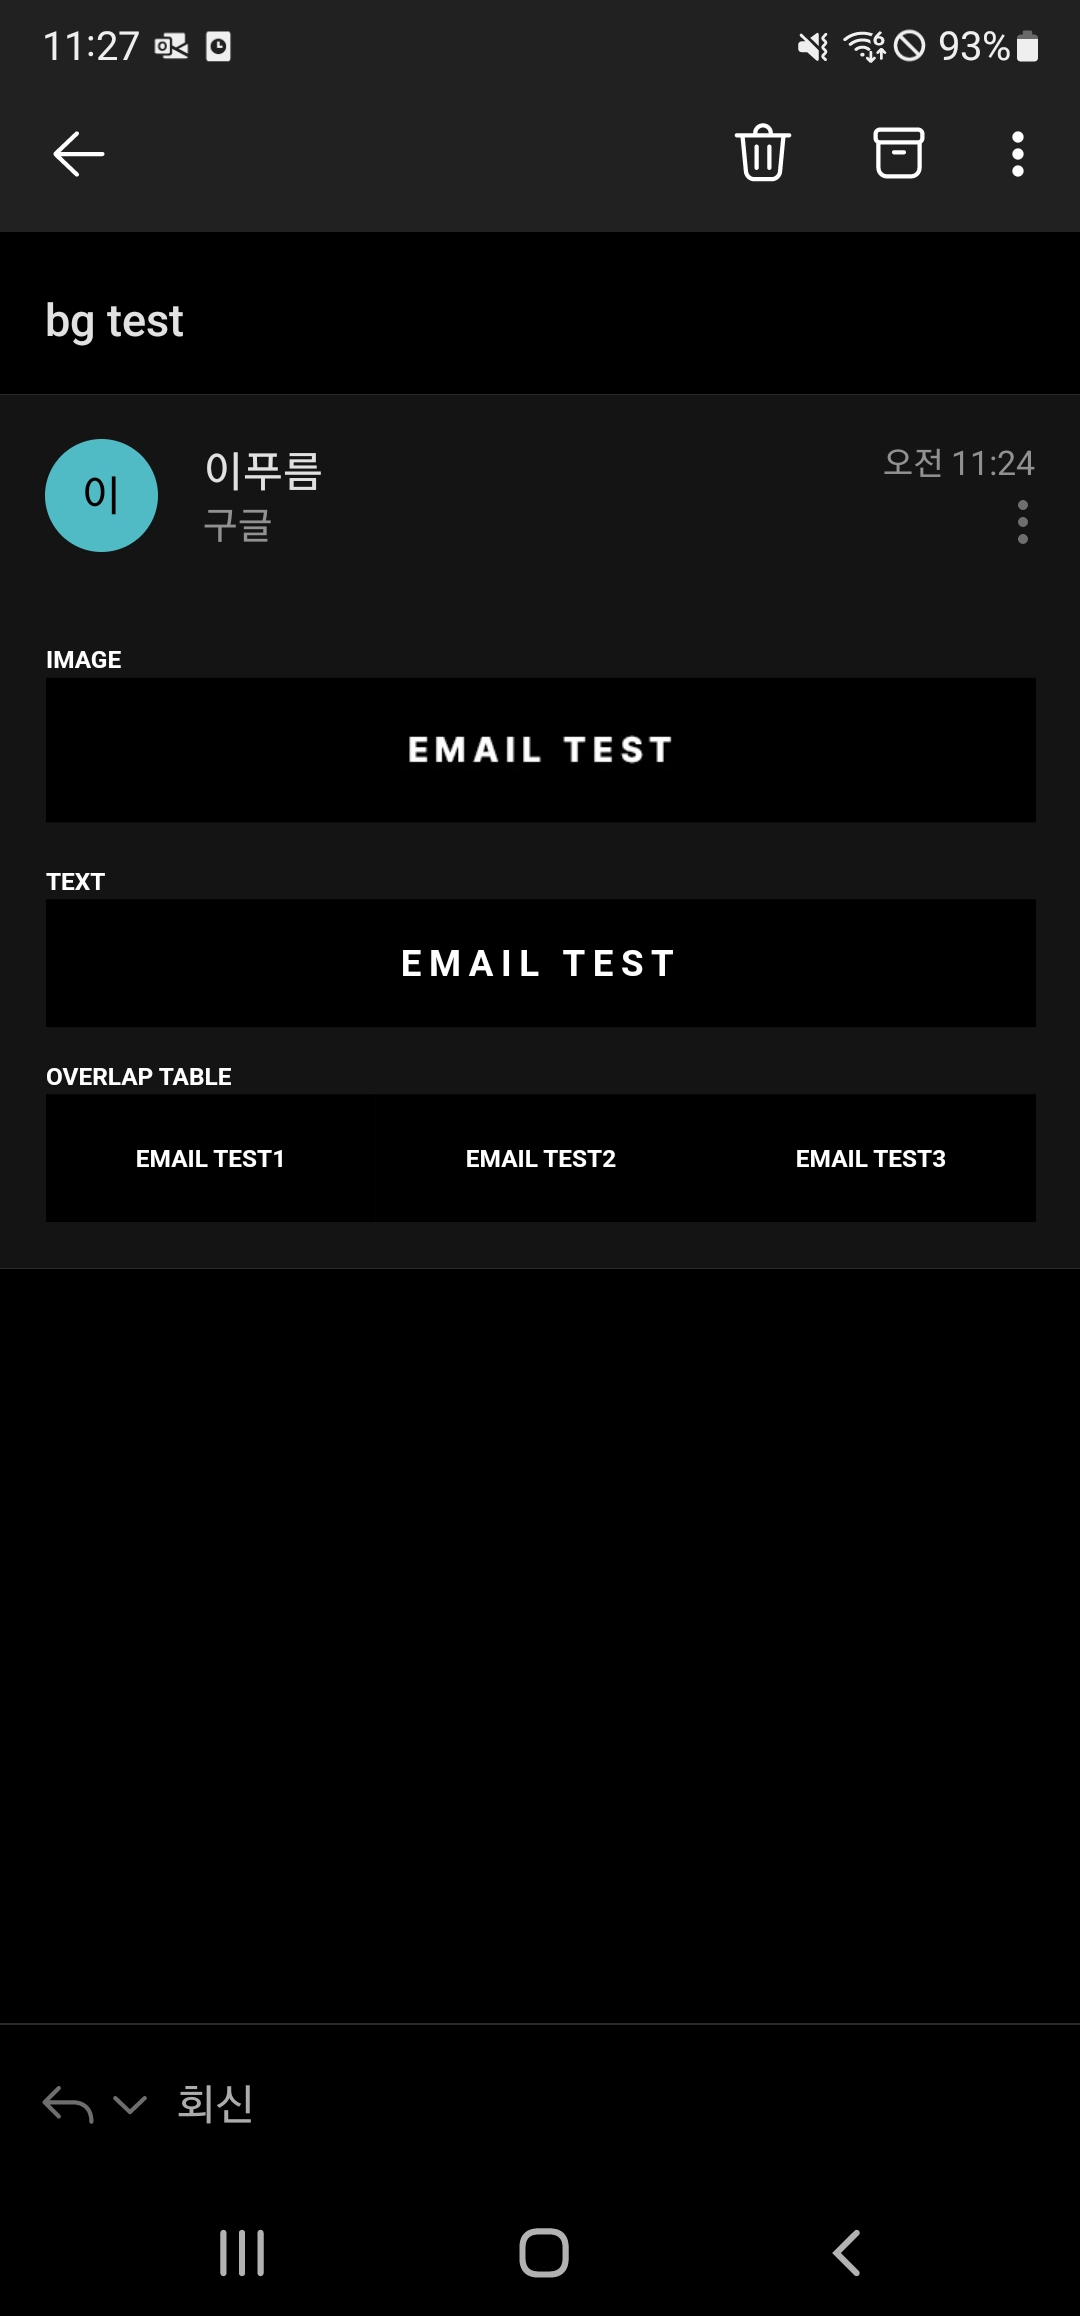 11:27
93%
bg test
이
이푸름
오전 11:24
구글
IMAGE
EMAIL TEST
TEXT
EMAIL TEST
OVERLAP TABLE
EMAIL TEST1 EMAIL TEST2 EMAIL TEST3
회신